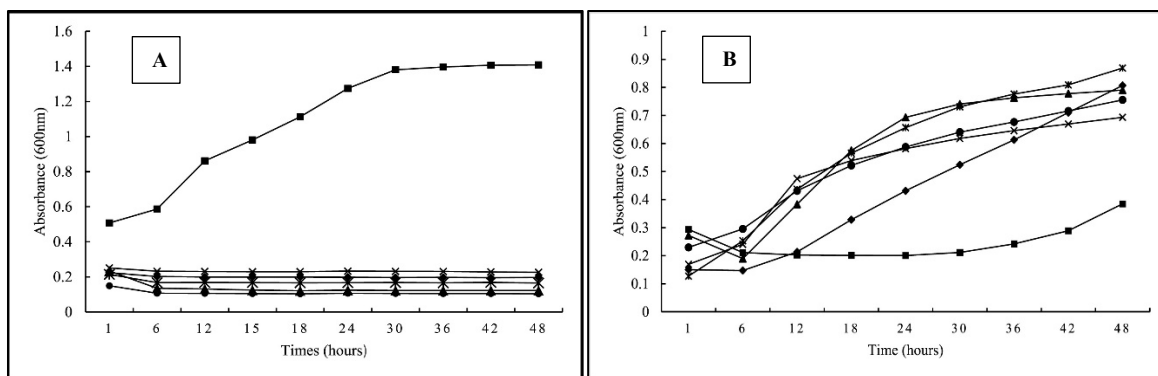 A
Absorbance (600nm)
1.6
1.4
1.2
1
0.8
0.6
0.4
0.2
0
1 6 12 15 18 24 30 36 42 48
Times (hours)
B
Absorbance (600nm)
1
0.9
0.8
0.7
0.6
0.5
0.4
0.3
0.2
0.1
0
1 6 12 18 24 30 36 42 48
Time (hours)